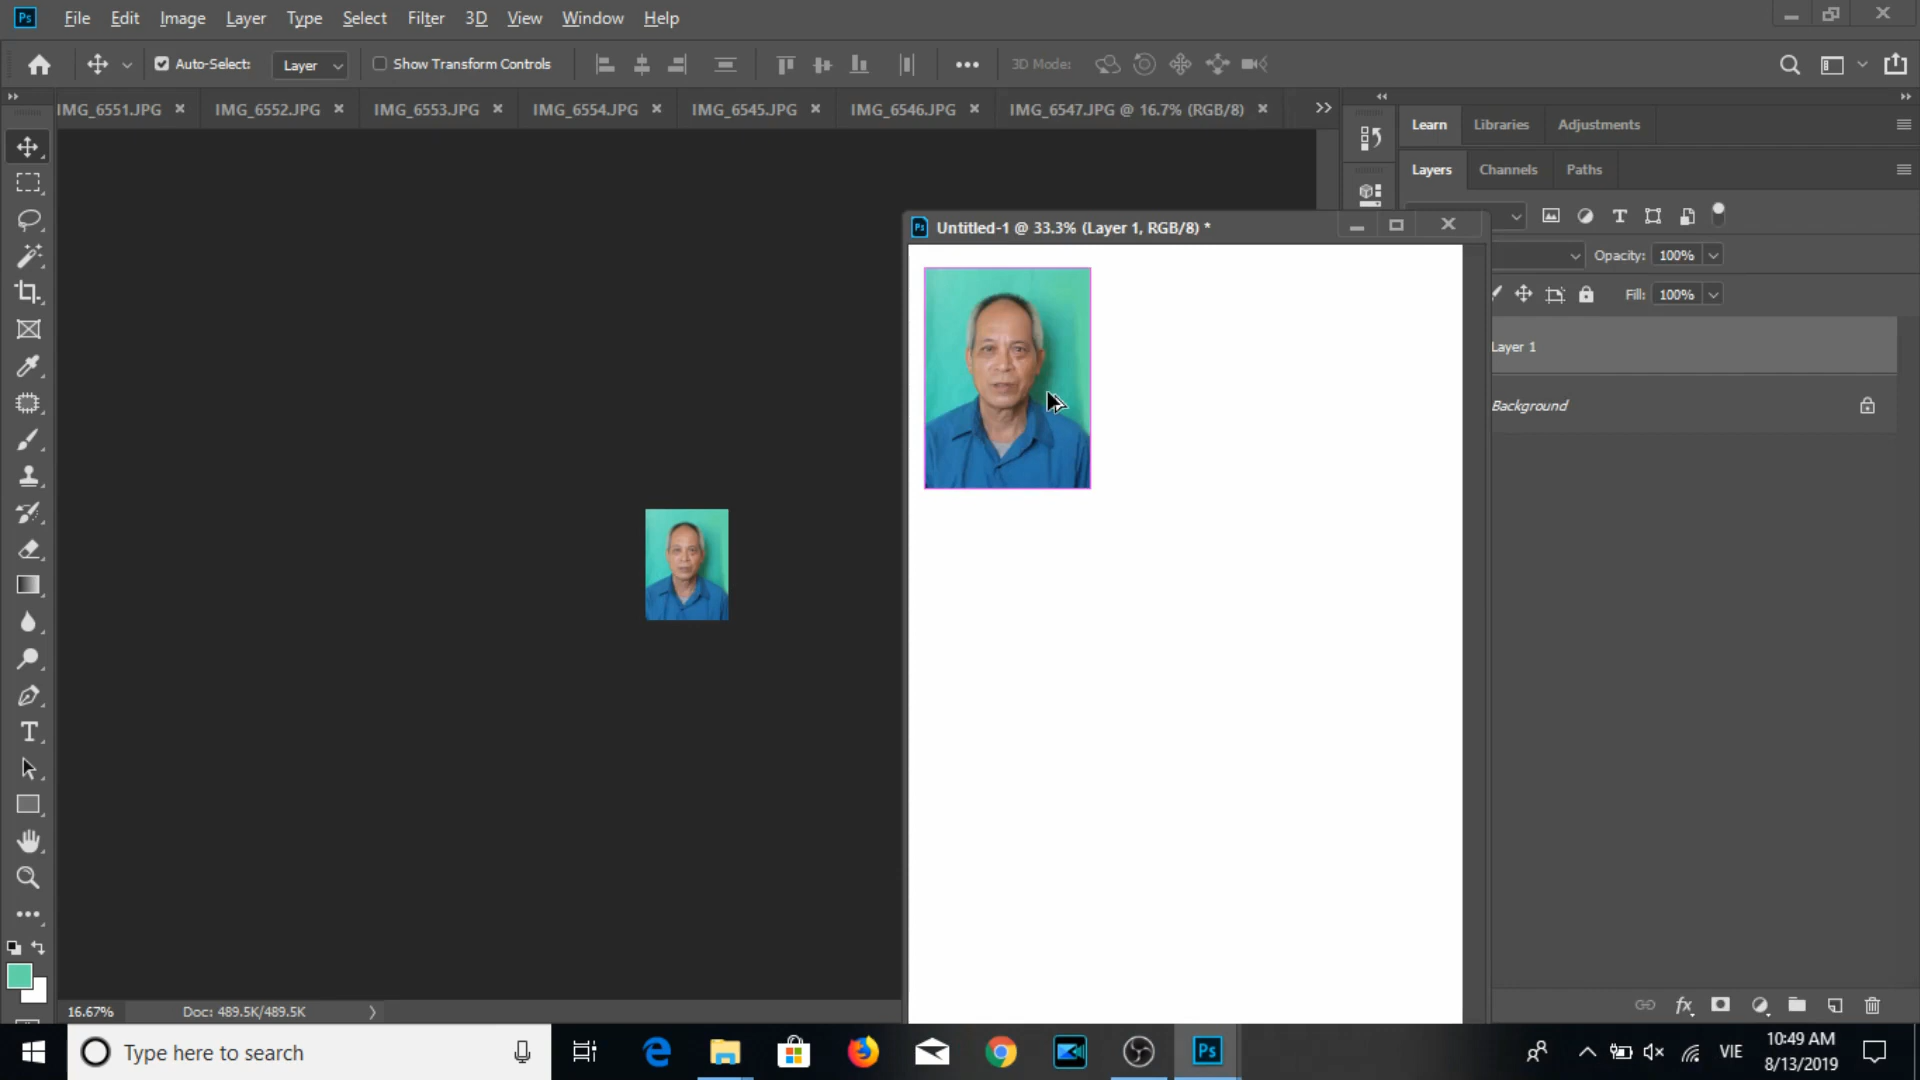 Ps File Edit Image Layer Type Select Filter 3D View Window Help
Auto-Select: Layer Show Transform Controls 3D Mode:
IMG_6551.JPG IMG_6552.JPG IMG_6553.JPG IMG_6554.JPG IMG_6545.JPG IMG_6546.JPG IMG_6547.JPG @ 16.7% (RGB/8)
Learn Libraries Adjustments
Layers Channels Paths
Untitled-1 @ 33.3% (Layer 1, RGB/8) *
Opacity: 100%
Fill: 100%
Layer 1
Background
16.67% Doc: 489.5K/489.5K
Type here to search
Ps
VIE
10:49 AM
8/13/2019